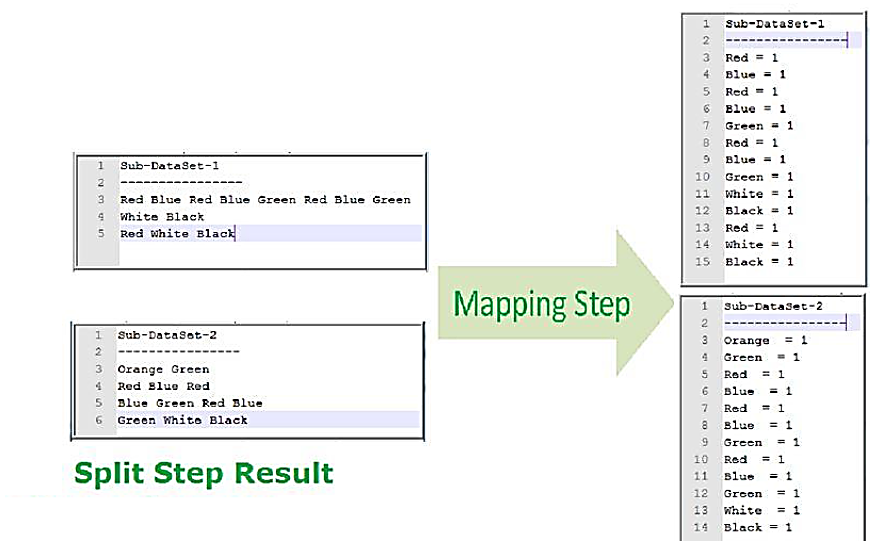 1 Sub-DataSet-1
2 ----------------
3 Red Blue Red Blue Green Red Blue Green
4 White Black
5 Red White Black
1 Sub-DataSet-2
2 ----------------
3 Orange Green
4 Red Blue Red
5 Blue Green Red Blue
6 Green White Black
Split Step Result
Mapping Step
1 Sub-DataSet-1
2 ----------------
3 Red = 1
4 Blue = 1
5 Red = 1
6 Blue = 1
7 Green = 1
8 Red = 1
9 Blue = 1
10 Green = 1
11 White = 1
12 Black = 1
13 Red = 1
14 White = 1
15 Black = 1
1 Sub-DataSet-2
2 ----------------
3 Orange = 1
4 Green = 1
5 Red = 1
6 Blue = 1
7 Red = 1
8 Blue = 1
9 Green = 1
10 Red = 1
11 Blue = 1
12 Green = 1
13 White = 1
14 Black = 1